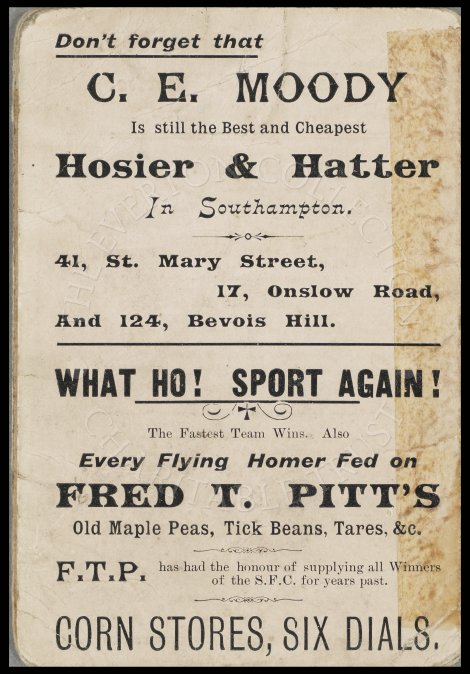 Don't forget that
C. E. MOODY
Is still the Best and Cheapest
Hosier & Hatter
In Southampton.
41, St. Mary Street,
17, Onslow Road,
And 124, Bevois Hill.
WHAT HO! SPORT AGAIN!
The Fastest Team Wins. Also
Every Flying Homer Fed on
FRED T. PITT'S
Old Maple Peas, Tick Beans, Tares, &c.
F.T.P. has had the honour of supplying all Winners
of the S.F.C. for years past.
CORN STORES, SIX DIALS.